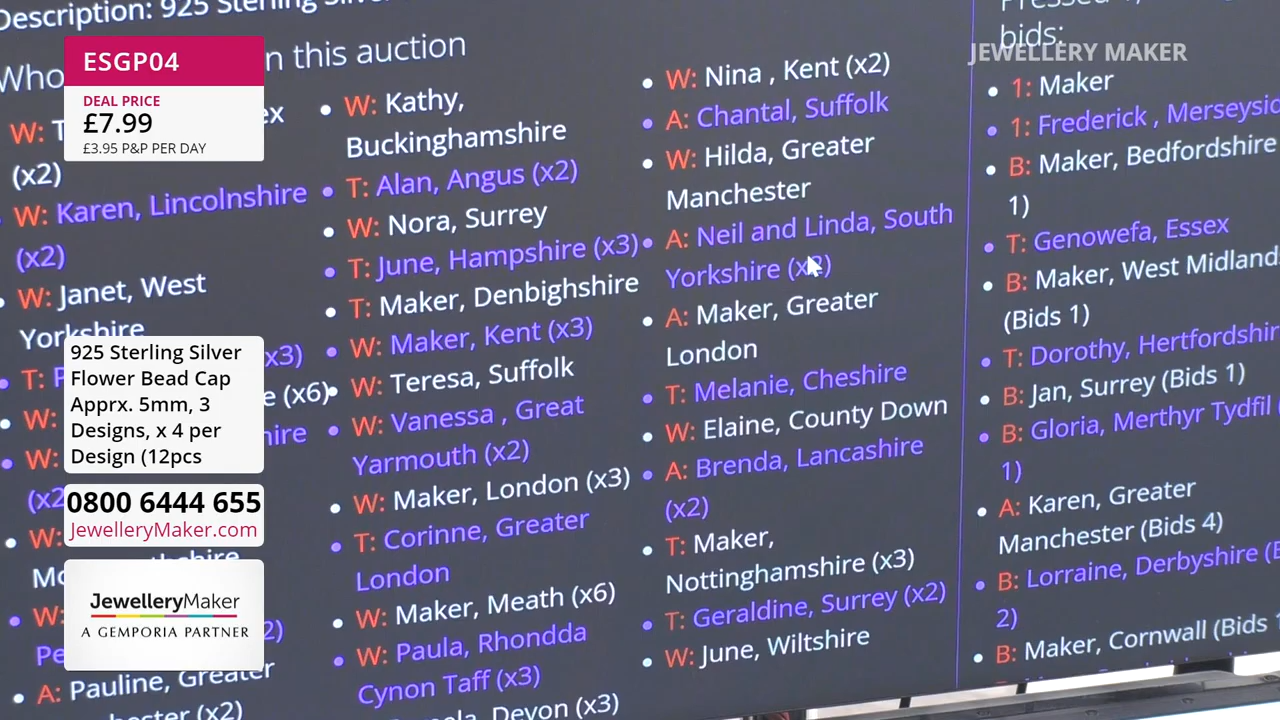 Description: 925 Sterling
JEWELLERY MAKER
ESGP04
DEAL PRICE
£7.99
£3.95 P&P PER DAY
925 Sterling Silver
Flower Bead Cap
Apprx. 5mm, 3
Designs, x 4 per
Design (12pcs
0800 6444 655
JewelleryMaker.com
JewelleryMaker
A GEMPORIA PARTNER
Who
n this auction
W:
(x2)
W: Karen, Lincolnshire
(x2)
W: Janet, West
Yorkshire
T:
x3)
W:
e (x6)
W:
(x2
W:
W:
2)
A: Pauline, Greater
(x2)
W: Kathy,
Buckinghamshire
T: Alan, Angus (x2)
W: Nora, Surrey
T: June, Hampshire (x3)
T: Maker, Denbighshire
W: Maker, Kent (x3)
W: Teresa, Suffolk
W: Vanessa , Great
Yarmouth (x2)
W: Maker, London (x3)
T: Corinne, Greater
London
W: Maker, Meath (x6)
W: Paula, Rhondda
Cynon Taff (x3)
Devon (x3)
W: Nina , Kent (x2)
A: Chantal, Suffolk
W: Hilda, Greater
Manchester
A: Neil and Linda, South
Yorkshire
A: Maker, Greater
London
T: Melanie, Cheshire
W: Elaine, County Down
A: Brenda, Lancashire
(x2)
T: Maker,
Nottinghamshire (x3)
T: Geraldine, Surrey (x2)
W: June, Wiltshire
bids:
1: Maker
1: Frederick ,
B: Maker, Bedfordshire
1)
T: Genowefa, Essex
B: Maker, West
(Bids 1)
T: Dorothy,
B: Jan, Surrey (Bids 1)
B: Gloria, Merthyr Tydfil
1)
A: Karen, Greater
Manchester (Bids 4)
B: Lorraine, Derbyshire
2)
B: Maker, Cornwall (Bids